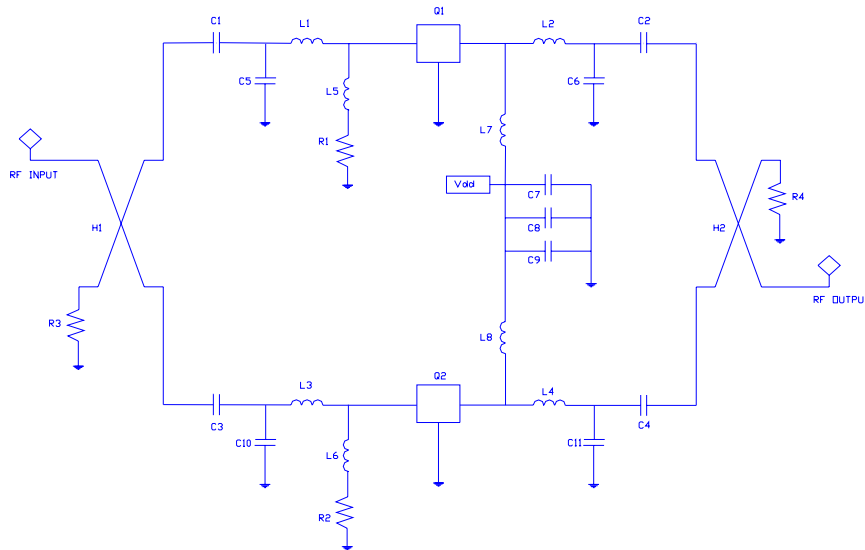 Q1
C1
L1
L2
C2
C5
L5
C6
L7
R1
RF INPUT
Vdd
C7
R4
C8
H1
H2
C9
RF OUTPU
R3
L8
Q2
L3
L4
C3
C4
C10
L6
C11
R2